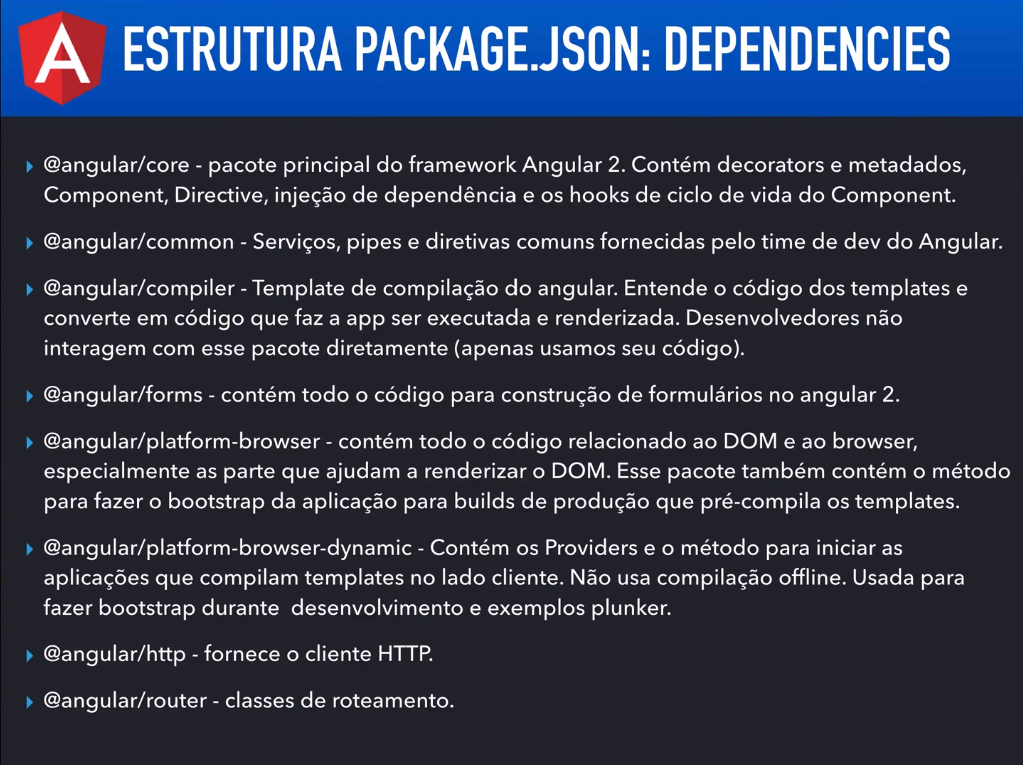 A
ESTRUTURA PACKAGE.JSON: DEPENDENCIES
@angular/core - pacote principal do framework Angular 2. Contém decorators e metadados,
Component, Directive, injeção de dependência e os hooks de ciclo de vida do Component.
@angular/common - Serviços, pipes e diretivas comuns fornecidas pelo time de dev do Angular.
@angular/compiler - Template de compilação do angular. Entende o código dos templates e
converte em código que faz a app ser executada e renderizada. Desenvolvedores não
interagem com esse pacote diretamente (apenas usamos seu código).
@angular/forms - contém todo o código para construção de formulários no angular 2.
@angular/platform-browser - contém todo o código relacionado ao DOM e ao browser,
especialmente as parte que ajudam a renderizar o DOM. Esse pacote também contém o método
para fazer o bootstrap da aplicação para builds de produção que pré-compila os templates.
@angular/platform-browser-dynamic - Contém os Providers e o método para iniciar as
aplicações que compilam templates no lado cliente. Não usa compilação offline. Usada para
fazer bootstrap durante  desenvolvimento e exemplos plunker.
@angular/http - fornece o cliente HTTP.
@angular/router - classes de roteamento.